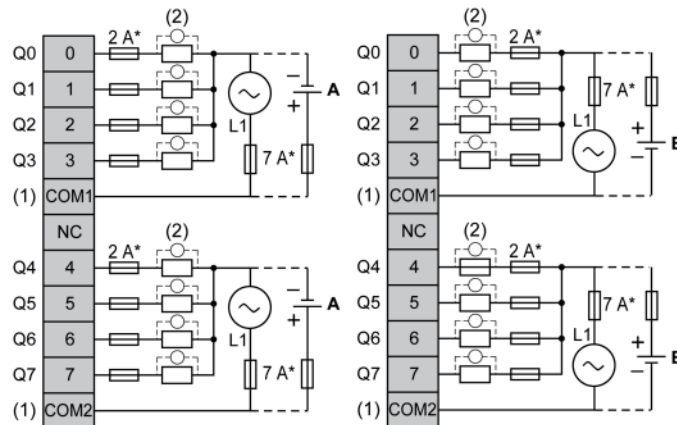 (2)
Q0 0 2 A*
Q1 1
Q2 2
Q3 3
(1) COM1
L1
7 A*
− + A
NC
(2)
Q4 4 2 A*
Q5 5
Q6 6
Q7 7
(1) COM2
L1
7 A*
− + A
(2)
Q0 0 2 A*
Q1 1
Q2 2
Q3 3
(1) COM1
7 A*
L1
+ −
NC
(2)
Q4 4 2 A*
Q5 5
Q6 6
Q7 7
(1) COM2
7 A*
L1
+ −